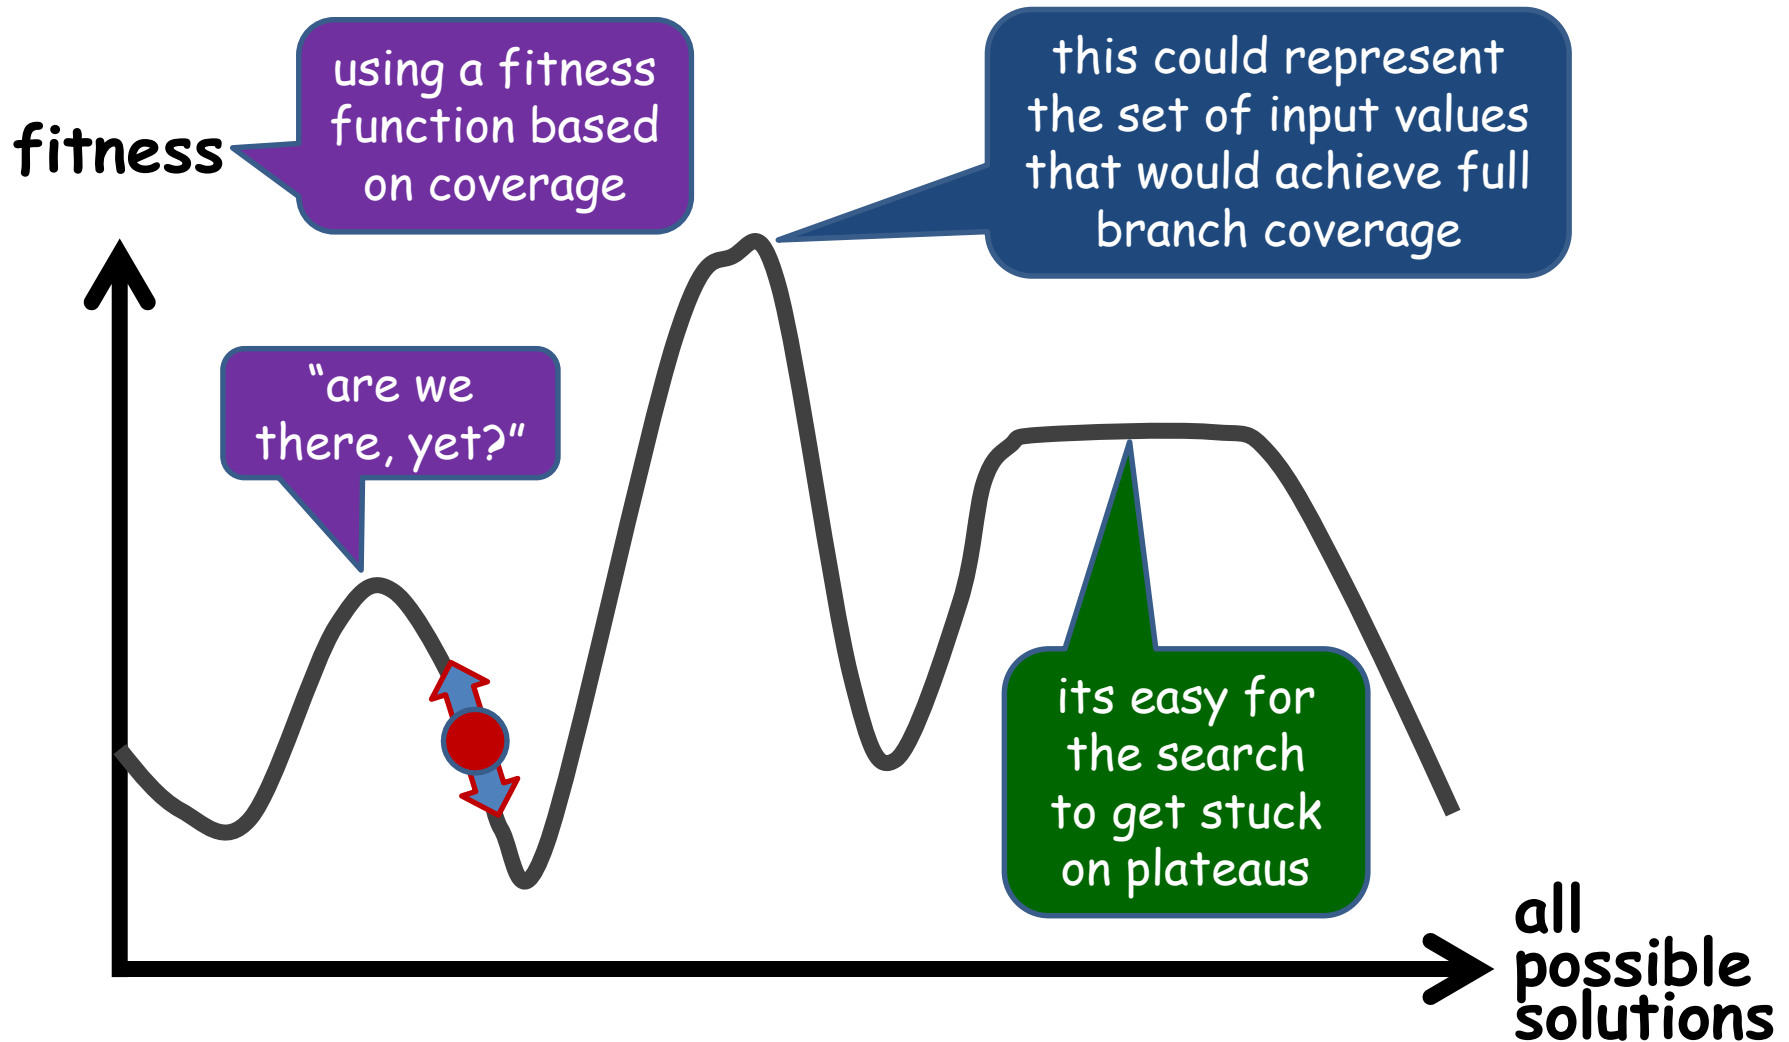 using a fitness
function based
on coverage
this could represent
the set of input values
that would achieve full
branch coverage
fitness
“are we
there, yet?”
its easy for
the search
to get stuck
on plateaus
all
possible
solutions